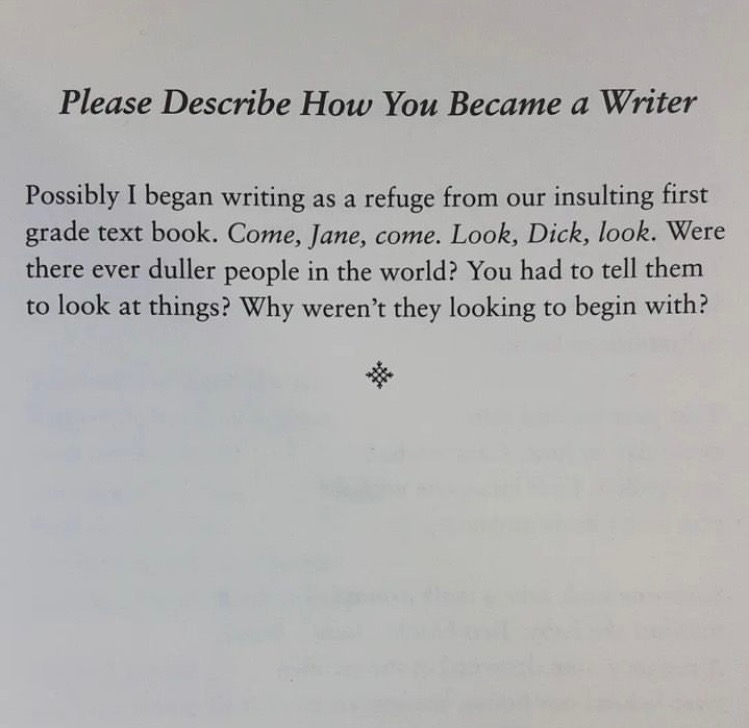 Please Describe How You Became a Writer
Possibly I began writing as a refuge from our insulting first
grade text book. Come, Jane, come. Look, Dick, look. Were
there ever duller people in the world? You had to tell them
to look at things? Why weren't they looking to begin with?